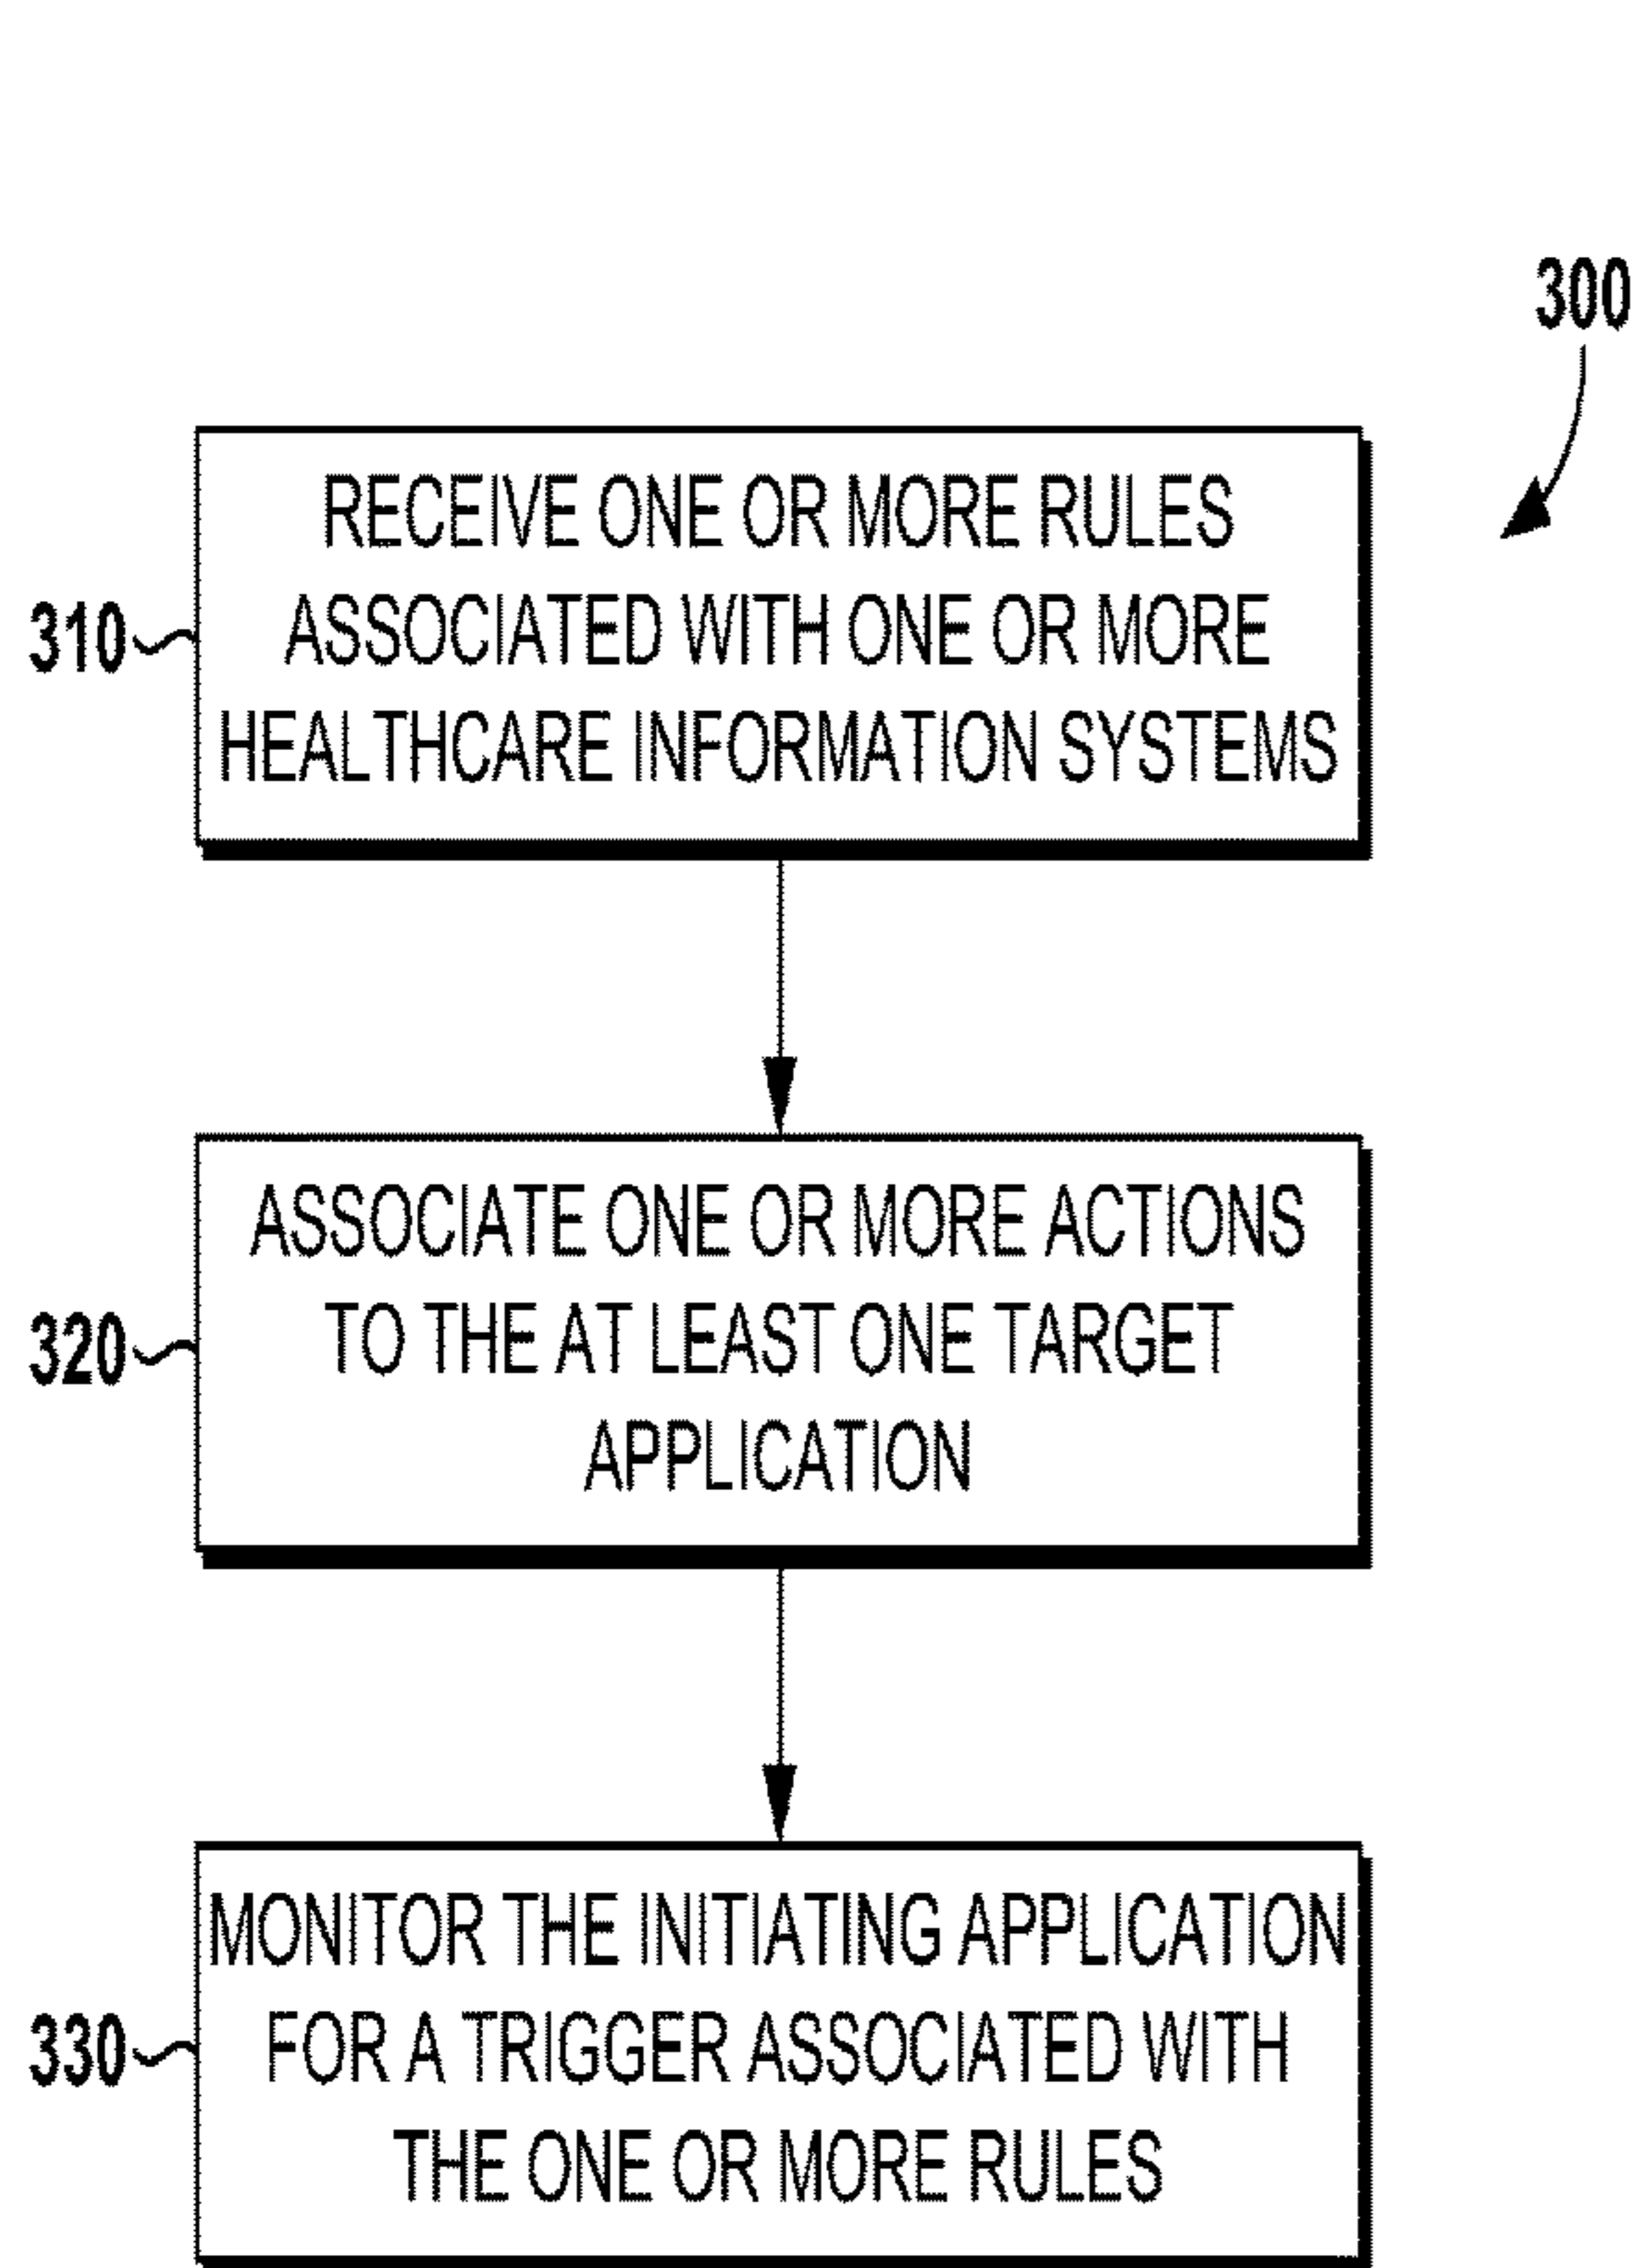 300
RECEIVE ONE OR MORE RULES
ASSOCIATED WITH ONE OR MORE
HEALTHCARE INFORMATION SYSTEMS
310
ASSOCIATE ONE OR MORE ACTIONS
TO THE AT LEAST ONE TARGET
APPLICATION
320
MONITOR THE INITIATING APPLICATION
FOR A TRIGGER ASSOCIATED WITH
THE ONE OR MORE RULES
330